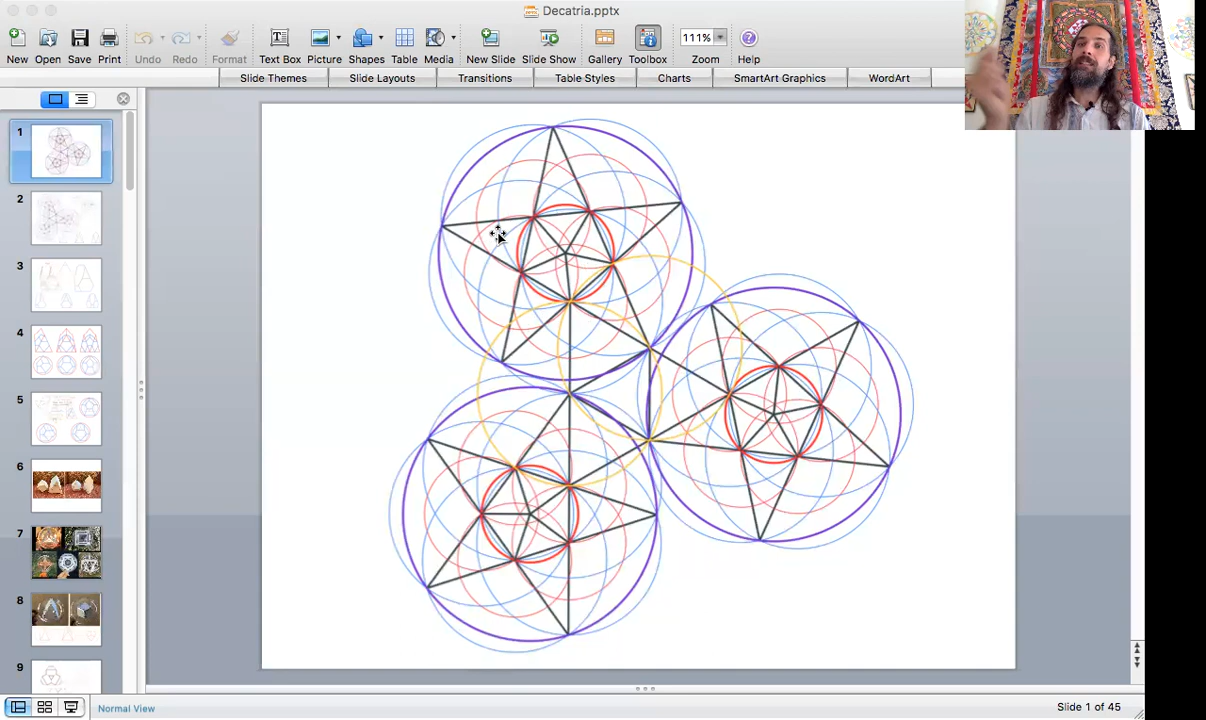 Decatria.pptx
New Open Save Print Undo Redo Format Text Box Picture Shapes Table Media New Slide Slide Show Gallery Toolbox 111% Zoom ? Help
Slide Themes Slide Layouts Transitions Table Styles Charts SmartArt Graphics WordArt
1
2
3
4
5
6
7
8
9
Normal View Slide 1 of 45